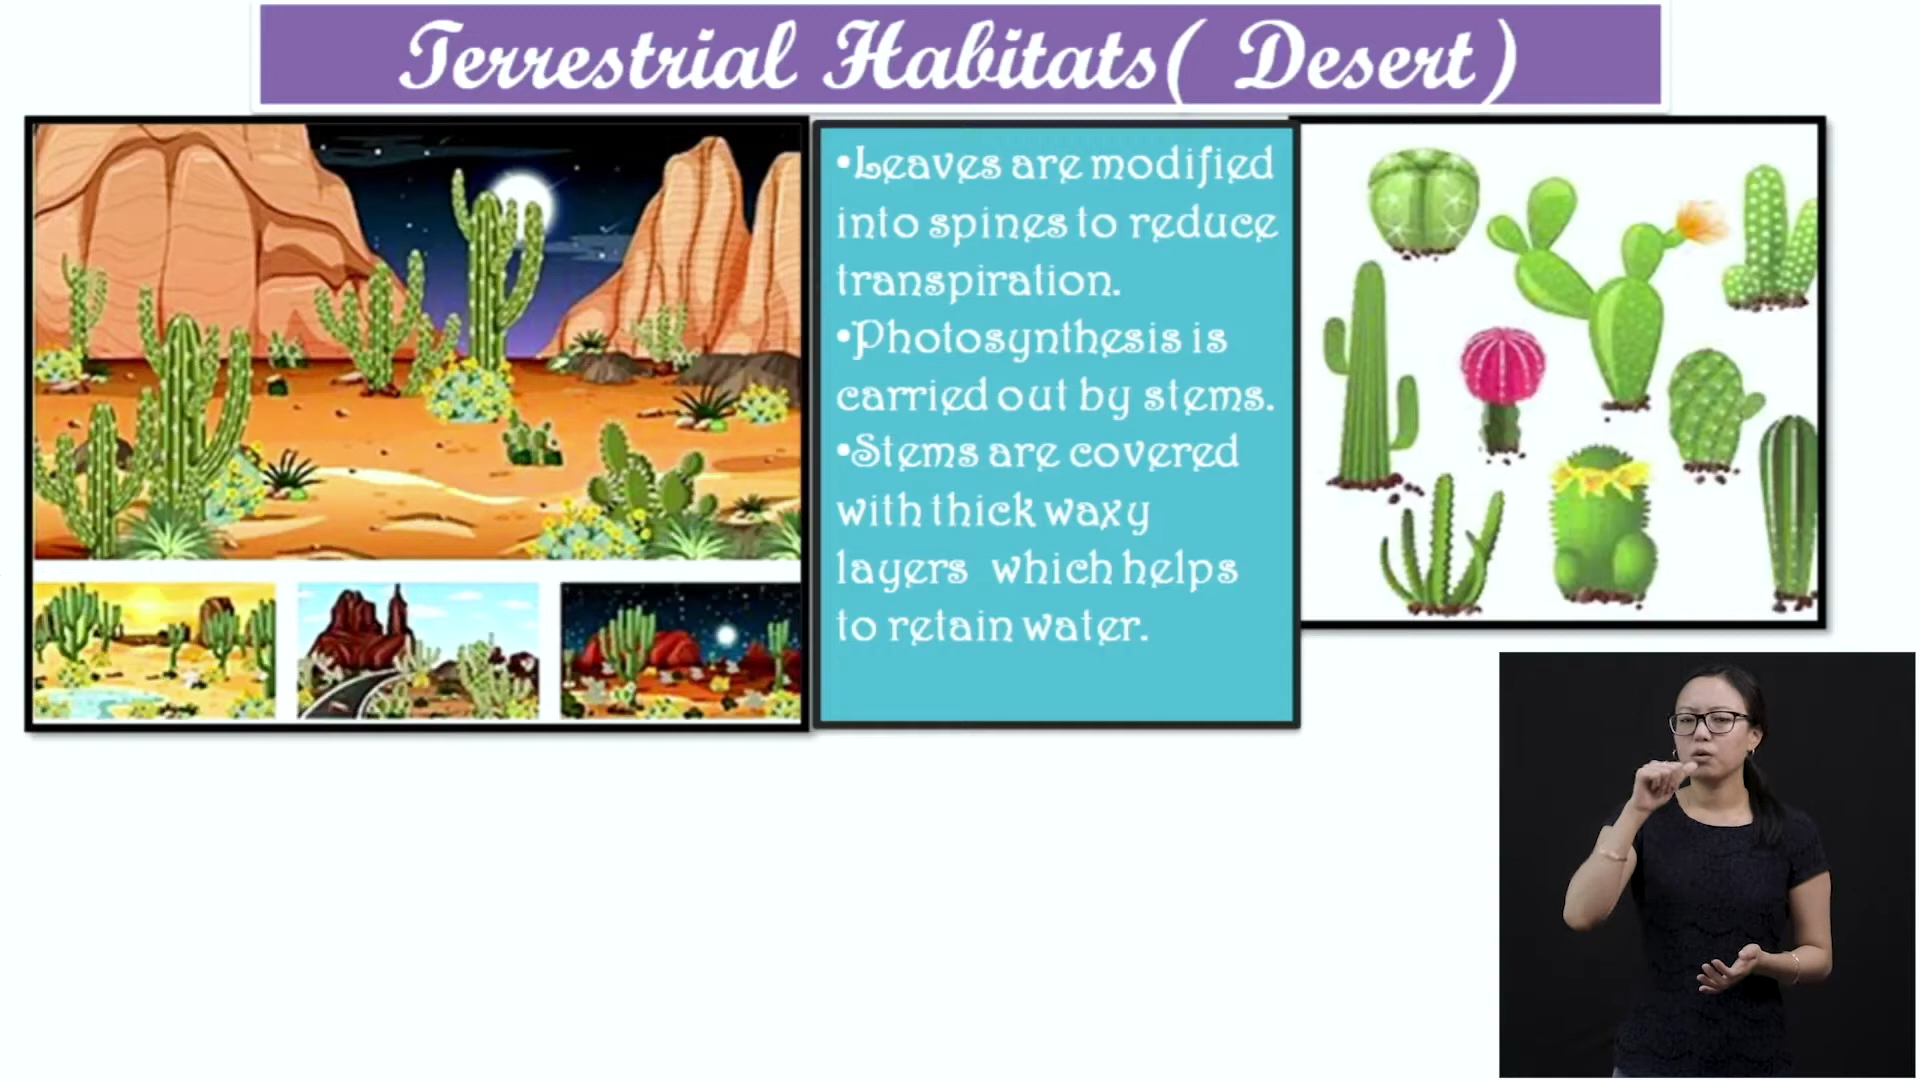 Terrestrial Habitats( Desert)
•Leaves are modified
into spines to reduce
transpiration.
•Photosynthesis is
carried out by stems.
•Stems are covered
with thick waxy
layers which helps
to retain water.